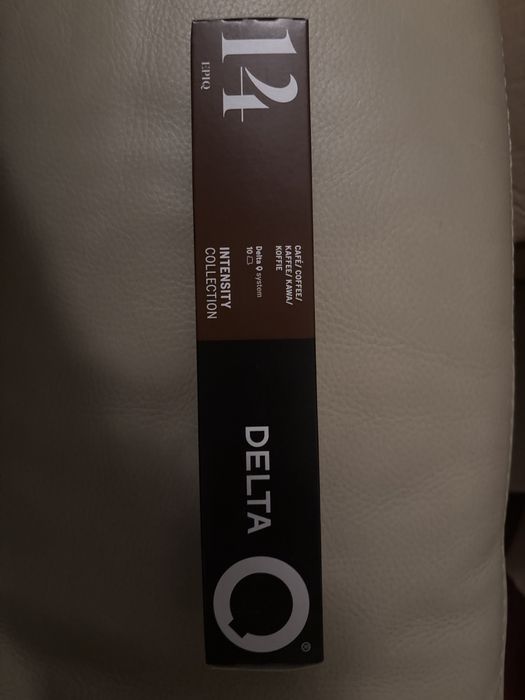 14
EPIQ
CAFÉ/ COFFEE/
KAFFEE/ KAWA/
KOFFIE
Delta Q system
10
INTENSITY
COLLECTION
DELTA
Q®